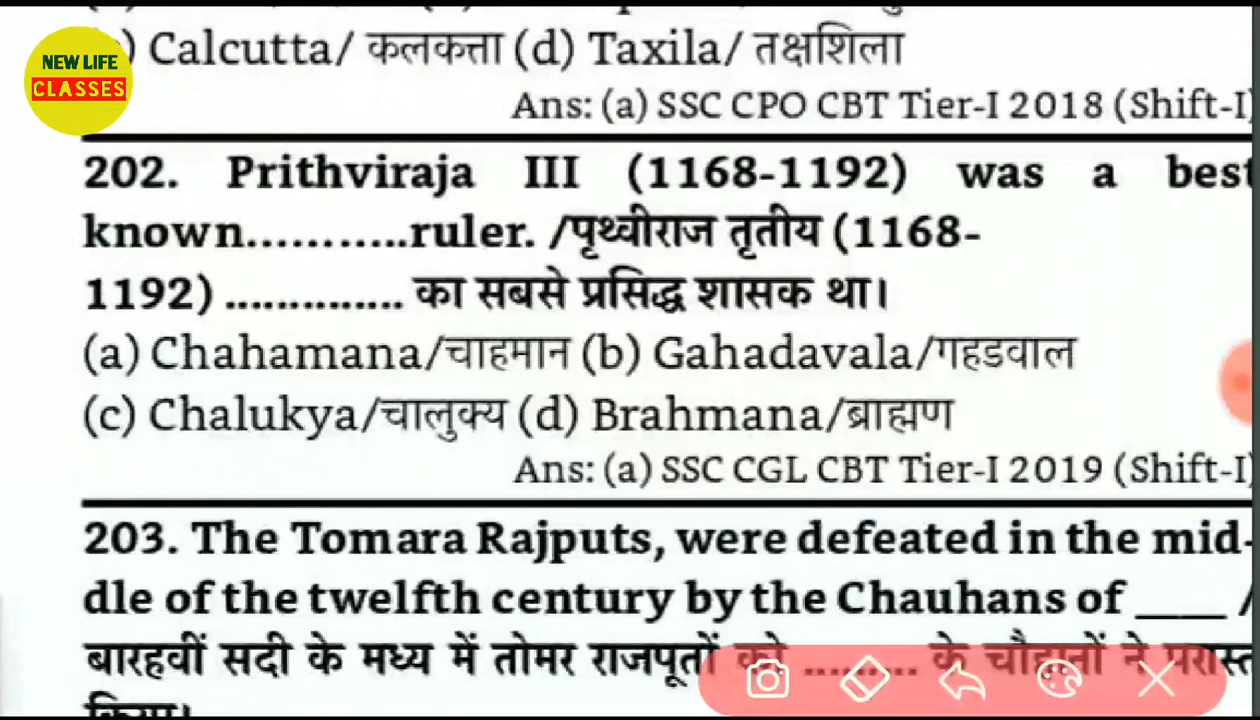 NEW LIFE
CLASSES
) Calcutta/ कलकत्ता (d) Taxila/ तक्षशिला
Ans: (a) SSC CPO CBT Tier-I 2018 (Shift-I)
202. Prithviraja III (1168-1192) was a best
known...........ruler. /पृथ्वीराज तृतीय (1168-
1192) .............. का सबसे प्रसिद्ध शासक था।
(a) Chahamana/चाहमान (b) Gahadavala/गहडवाल
(c) Chalukya/चालुक्य (d) Brahmana/ब्राह्मण
Ans: (a) SSC CGL CBT Tier-I 2019 (Shift-I)
203. The Tomara Rajputs, were defeated in the mid-
dle of the twelfth century by the Chauhans of ____ /
बारहवीं सदी के मध्य में तोमर राजपूतों को ......... के चौहानों ने परास्त
किया।